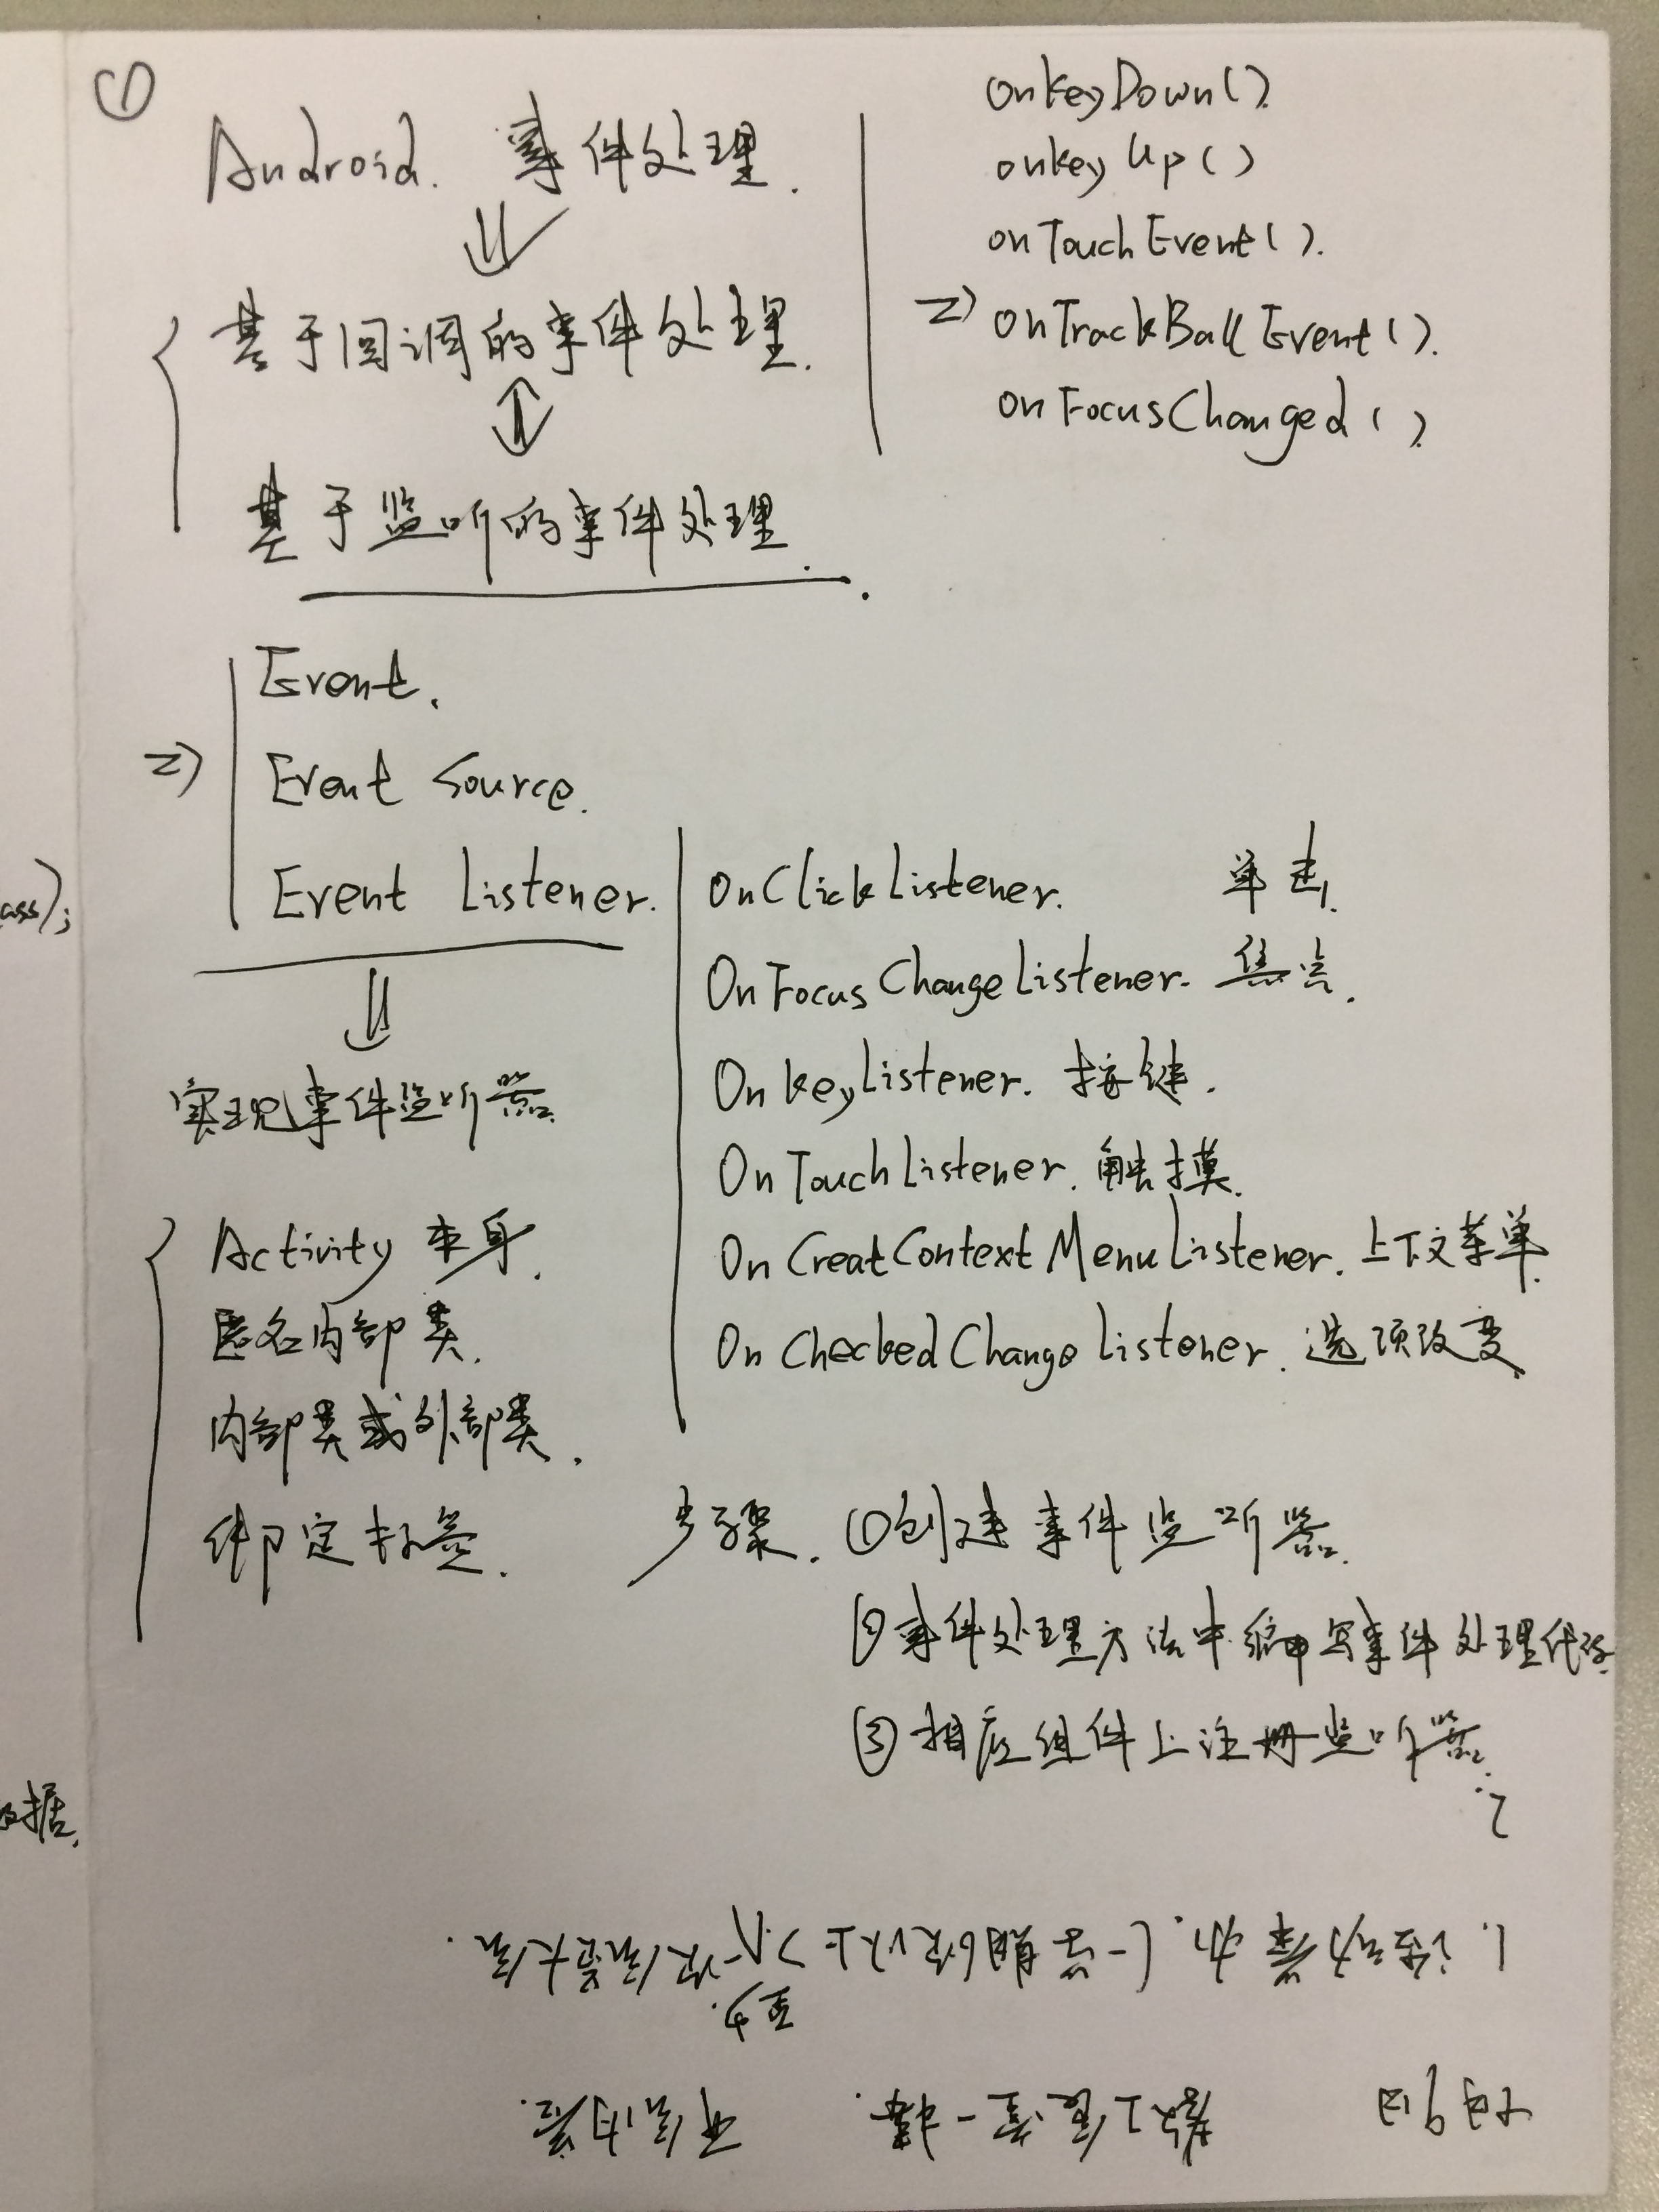 ①
Android. 事件处理.
基于回调的事件处理.
基于监听的事件处理.
onKeyDown().
onKey Up()
onTouchEvent().
=> onTrackBallEvent().
onFocusChanged()
Event.
=> Event Source.
Event Listener.
实现事件监听器.
Activity 本身.
匿名内部类.
内部类或外部类.
绑定标签.
OnClickListener. 单击.
OnFocusChangeListener. 焦点.
OnKeyListener. 按键.
OnTouchListener. 触摸.
OnCreatContextMenuListener. 上下文菜单.
OnCheckedChangeListener. 选项改变.
步骤. ①创建事件监听器.
②事件处理方法中编写事件处理代码.
③相应组件上注册监听器.
ass);
据.